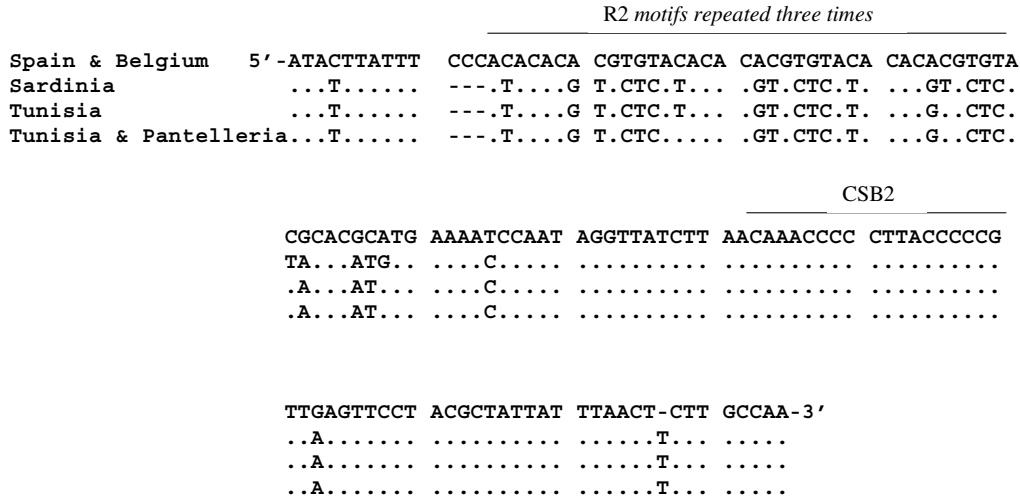 R2 motifs repeated three times
Spain & Belgium 5’-ATACTTATTT CCCACACACA CGTGTACACA CACGTGTACA CACACGTGTA
Sardinia ...T...... ---.T....G T.CTC.T... .GT.CTC.T. ...GT.CTC.
Tunisia ...T...... ---.T....G T.CTC.T... .GT.CTC.T. ...G..CTC.
Tunisia & Pantelleria...T...... ---.T....G T.CTC..... .GT.CTC.T. ...G..CTC.
CSB2
CGCACGCATG AAAATCCAAT AGGTTATCTT AACAAACCCC CTTACCCCCG
TA...ATG.. ....C..... .......... .......... ..........
.A...AT... ....C..... .......... .......... ..........
.A...AT... ....C..... .......... .......... ..........
TTGAGTTCCT ACGCTATTAT TTAACT-CTT GCCAA-3’
..A....... .......... ......T... .....
..A....... .......... ......T... .....
..A....... .......... ......T... .....